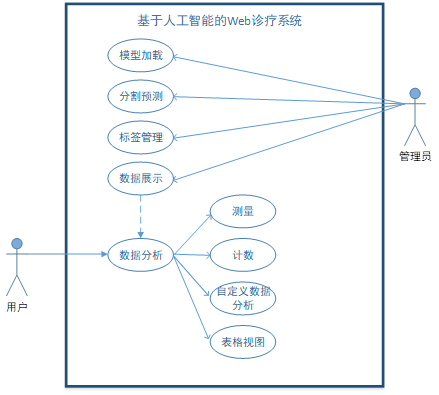 基于人工智能的Web诊疗系统
模型加载
分割预测
标签管理
管理员
数据展示
测量
数据分析
计数
自定义数据
分析
用户
表格视图